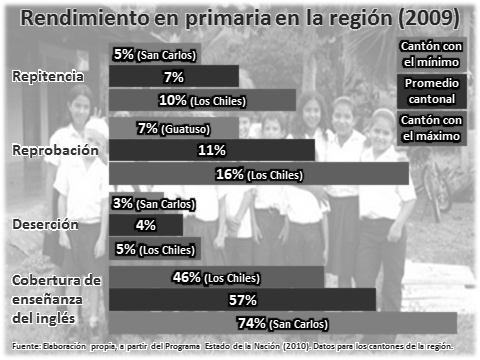 Rendimiento en primaria en la región (2009)
5% (San Carlos)
Cantón con
el mínimo
Repitencia
7%
Promedio
cantonal
10% (Los Chiles)
Cantón con
el máximo
7% (Guatuso)
Reprobación
11%
16% (Los Chiles)
3% (San Carlos)
Deserción
4%
5% (Los Chiles)
Cobertura de
enseñanza
del inglés
46% (Los Chiles)
57%
74% (San Carlos)
Fuente: Elaboración propia, a partir del Programa Estado de la Nación (2010). Datos para los cantones de la región.